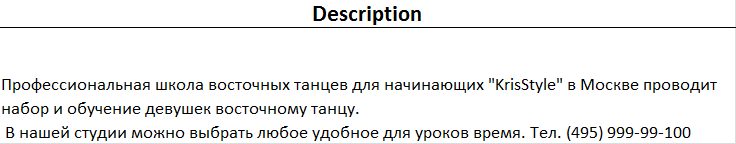 Description
Профессиональная школа восточных танцев для начинающих "KrisStyle" в Москве проводит
набор и обучение девушек восточному танцу.
В нашей студии можно выбрать любое удобное для уроков время. Тел. (495) 999-99-100